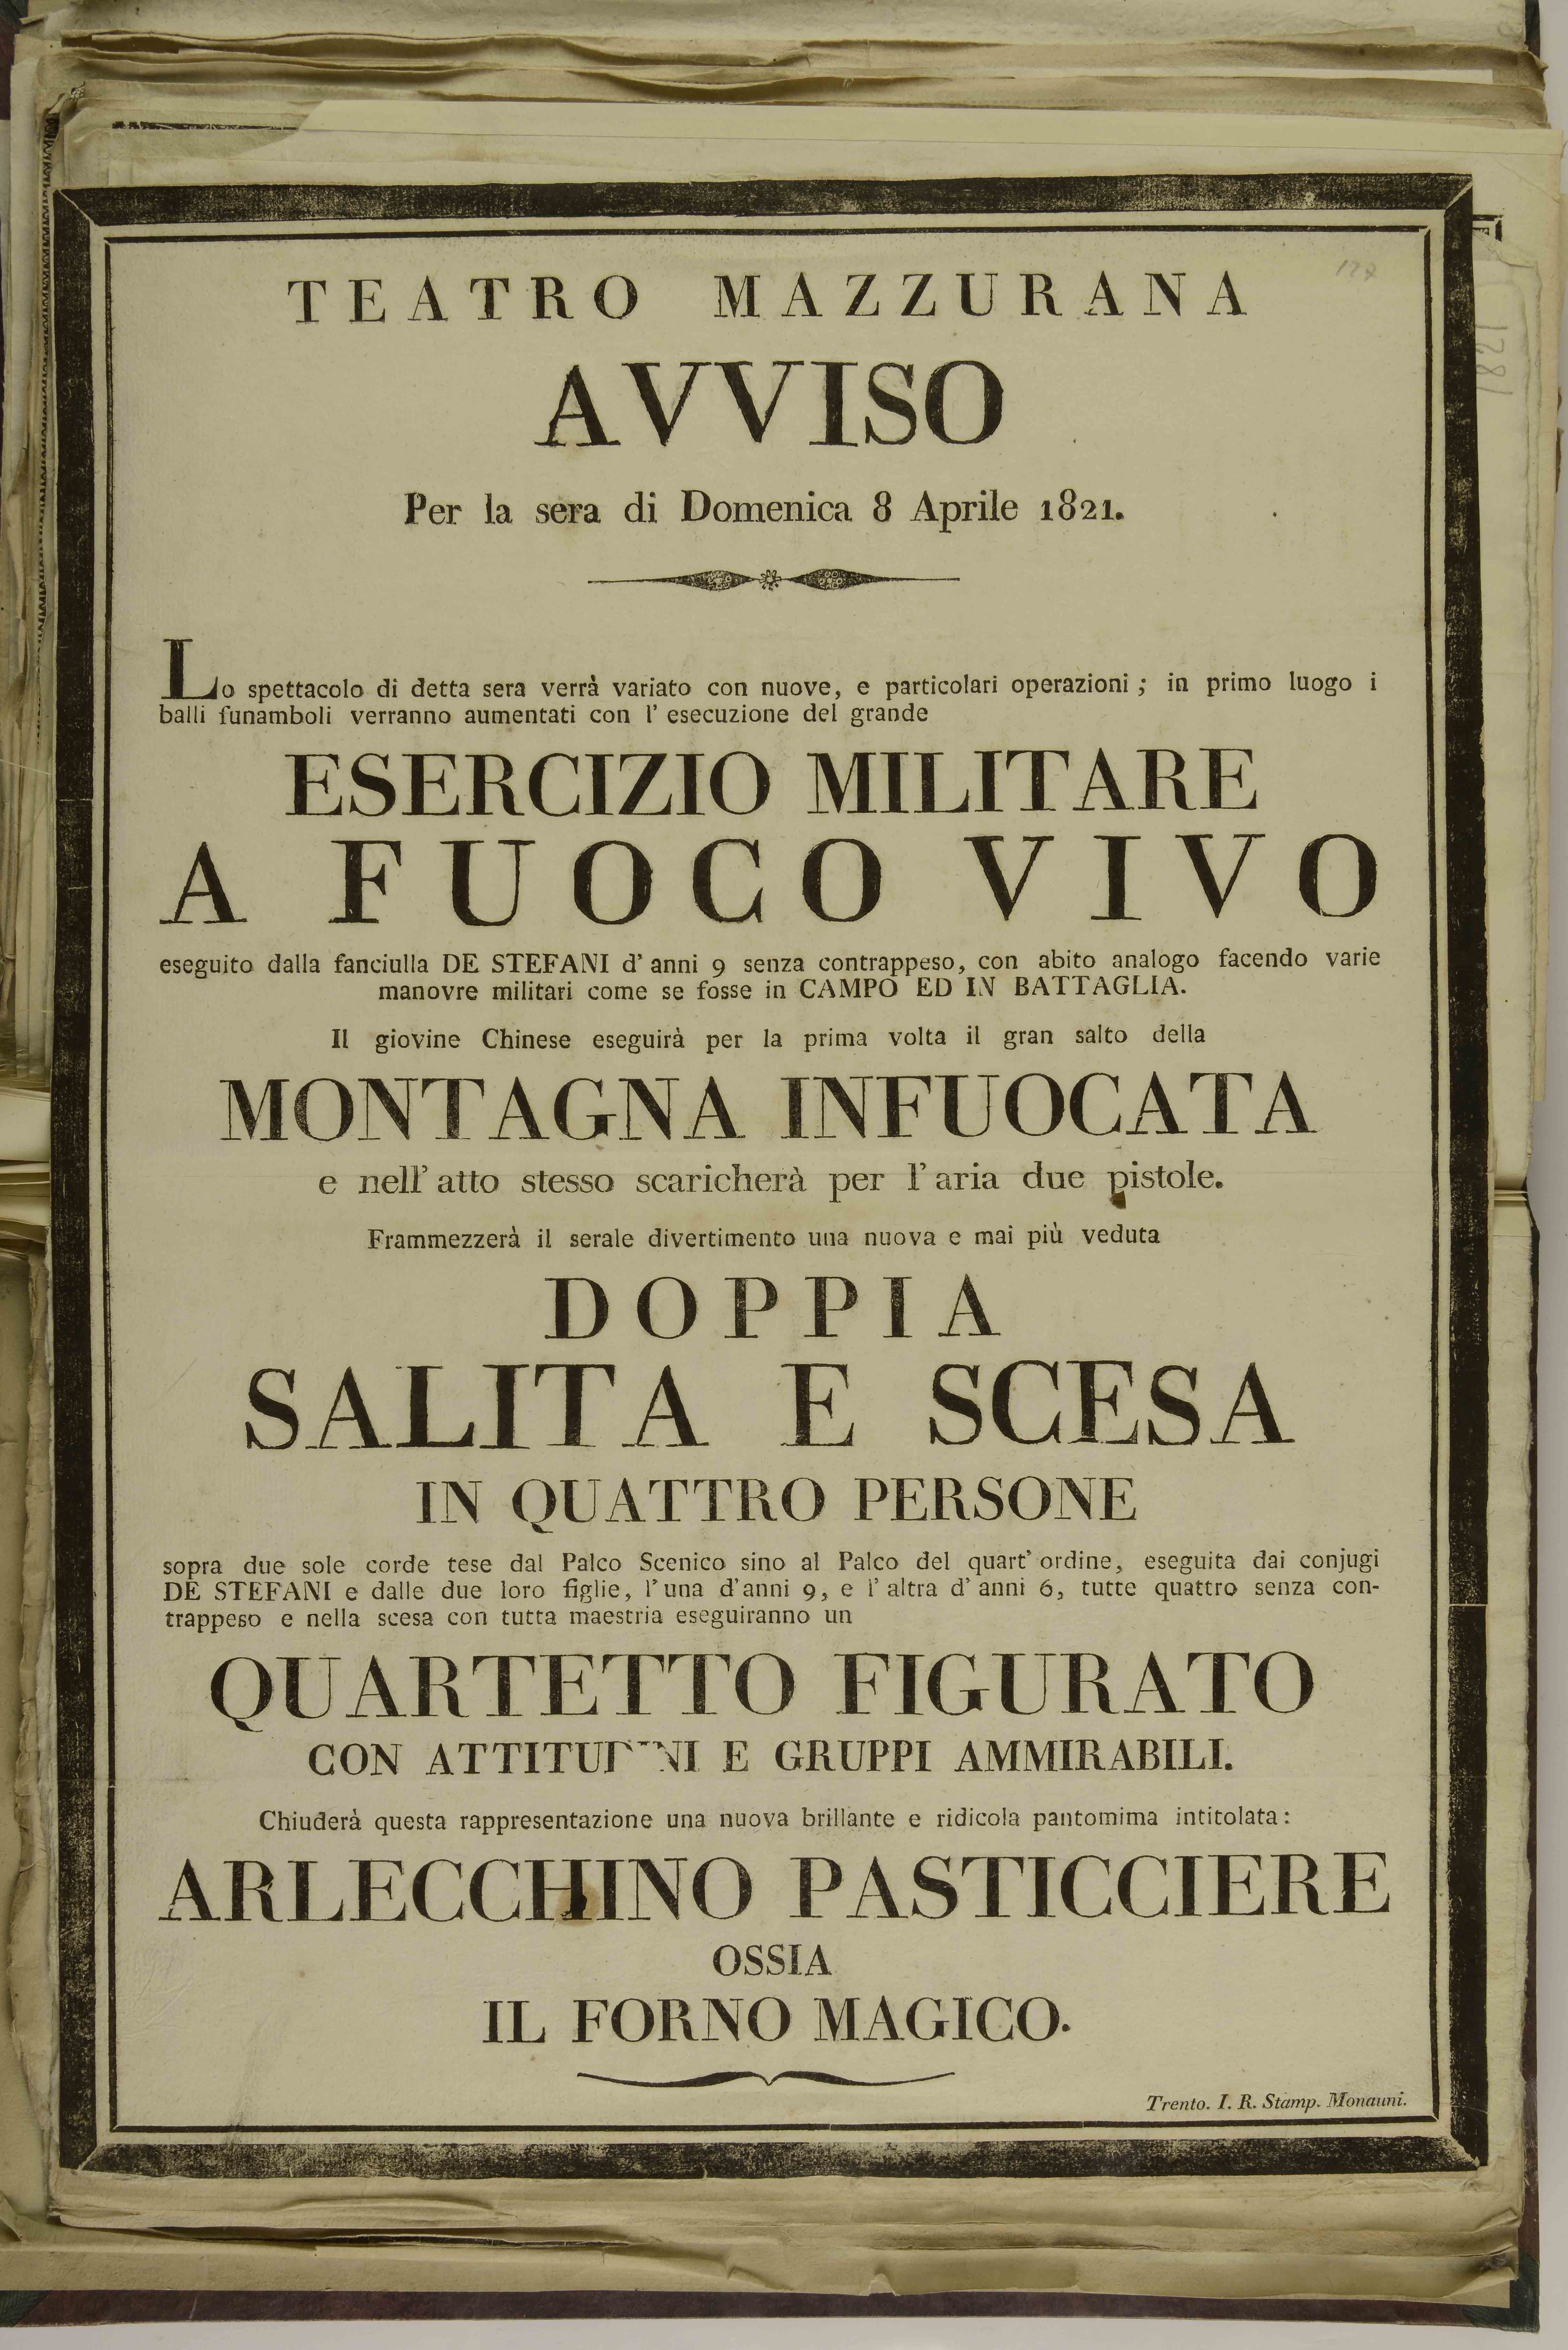 TEATRO MAZZURANA
AVVISO
Per la sera di Domenica 8 Aprile 1821.
Lo spettacolo di detta sera verrà variato con nuove, e particolari operazioni; in primo luogo i
balli funamboli verranno aumentati con l'esecuzione del grande
ESERCIZIO MILITARE
A FUOCO VIVO
eseguito dalla fanciulla DE STEFANI d'anni 9 senza contrappeso, con abito analogo facendo varie
manovre militari come se fosse in CAMPO ED IN BATTAGLIA.
Il giovine Chinese eseguirà per la prima volta il gran salto della
MONTAGNA INFUOCATA
e nell'atto stesso scaricherà per l'aria due pistole.
Frammezzerà il serale divertimento una nuova e mai più veduta
DOPPIA
SALITA E SCESA
IN QUATTRO PERSONE
sopra due sole corde tese dal Palco Scenico sino al Palco del quart'ordine, eseguita dai conjugi
DE STEFANI e dalle due loro figlie, l'una d'anni 9, e l'altra d'anni 6, tutte quattro senza con-
trappeso e nella scesa con tutta maestria eseguiranno un
QUARTETTO FIGURATO
CON ATTITUDINI E GRUPPI AMMIRABILI.
Chiuderà questa rappresentazione una nuova brillante e ridicola pantomima intitolata:
ARLECCHINO PASTICCIERE
OSSIA
IL FORNO MAGICO.
Trento. I. R. Stamp. Monauni.
1821